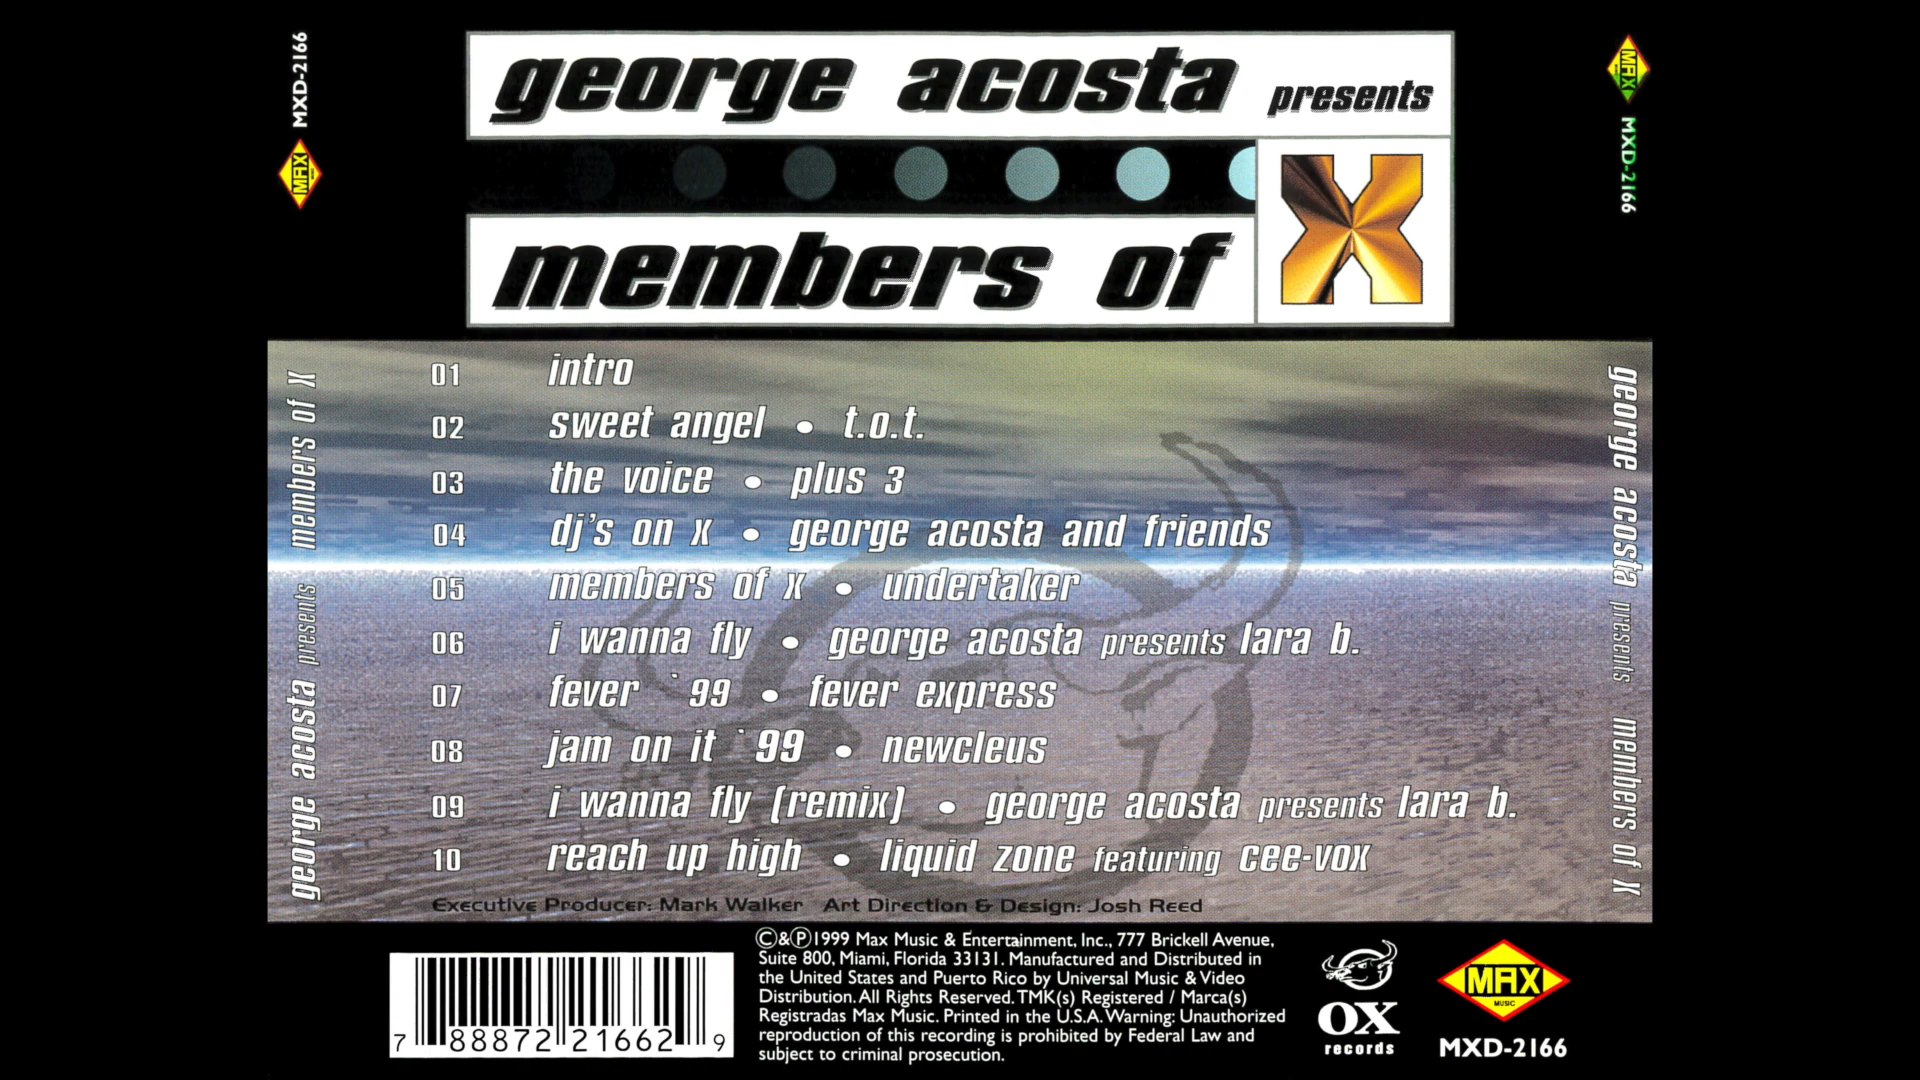 MXD-2166
MAX
george acosta presents
members of X
MAX
MXD-2166
members of X
george acosta presents
01 intro
02 sweet angel • t.o.t.
03 the voice • plus 3
04 dj's on x • george acosta and friends
05 members of x • undertaker
06 i wanna fly • george acosta presents lara b.
07 fever `99 • fever express
08 jam on it `99 • newcleus
09 i wanna fly (remix) • george acosta presents lara b.
10 reach up high • liquid zone featuring cee-vox
Executive Producer: Mark Walker Art Direction & Design: Josh Reed
george acosta presents members of X
7 88872 21662 9
©&℗1999 Max Music & Entertainment, Inc., 777 Brickell Avenue,
Suite 800, Miami, Florida 33131. Manufactured and Distributed in
the United States and Puerto Rico by Universal Music & Video
Distribution. All Rights Reserved. TMK(s) Registered / Marca(s)
Registradas Max Music. Printed in the U.S.A. Warning: Unauthorized
reproduction of this recording is prohibited by Federal Law and
subject to criminal prosecution.
OX
records
MAX
MUSIC
MXD-2166